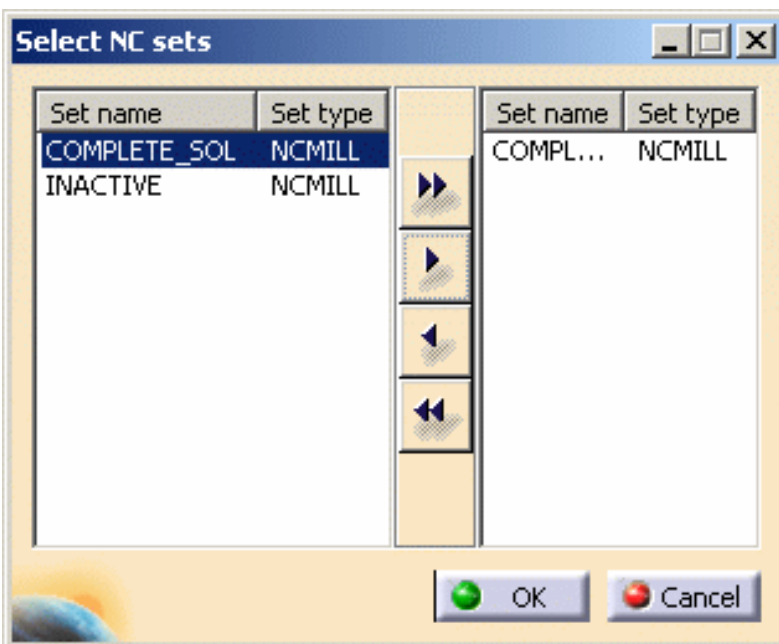 Select NC sets
Set name Set type Set name Set type
COMPLETE_SOL NCMILL COMPL... NCMILL
INACTIVE NCMILL
OK Cancel